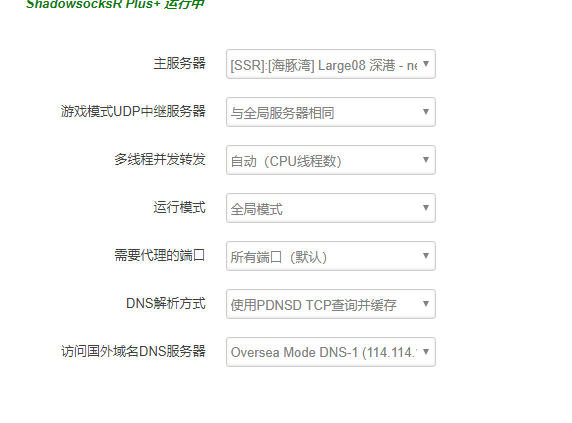 ShadowsocksR Plus+ 运行中
主服务器 [SSR]:[海豚湾] Large08 深港 - ne
游戏模式UDP中继服务器 与全局服务器相同
多线程并发转发 自动（CPU线程数）
运行模式 全局模式
需要代理的端口 所有端口（默认）
DNS解析方式 使用PDNSD TCP查询并缓存
访问国外域名DNS服务器 Oversea Mode DNS-1 (114.114.